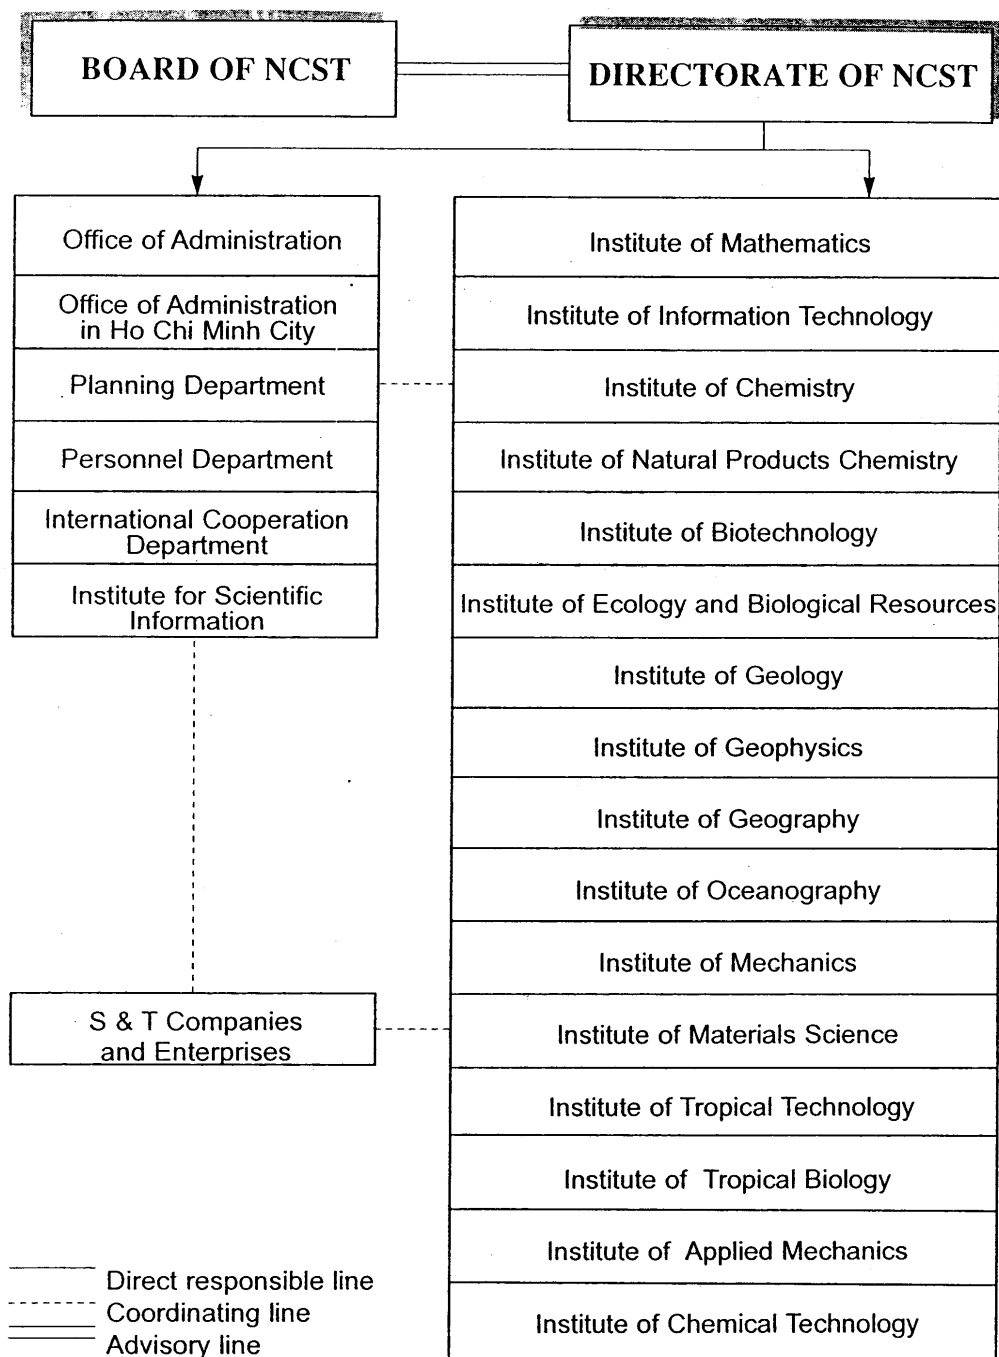 BOARD OF NCST
DIRECTORATE OF NCST
Office of Administration
Office of Administration
in Ho Chi Minh City
Planning Department
Personnel Department
International Cooperation
Department
Institute for Scientific
Information
S & T Companies
and Enterprises
Institute of Mathematics
Institute of Information Technology
Institute of Chemistry
Institute of Natural Products Chemistry
Institute of Biotechnology
Institute of Ecology and Biological Resources
Institute of Geology
Institute of Geophysics
Institute of Geography
Institute of Oceanography
Institute of Mechanics
Institute of Materials Science
Institute of Tropical Technology
Institute of Tropical Biology
Institute of Applied Mechanics
Institute of Chemical Technology
Direct responsible line
Coordinating line
Advisory line